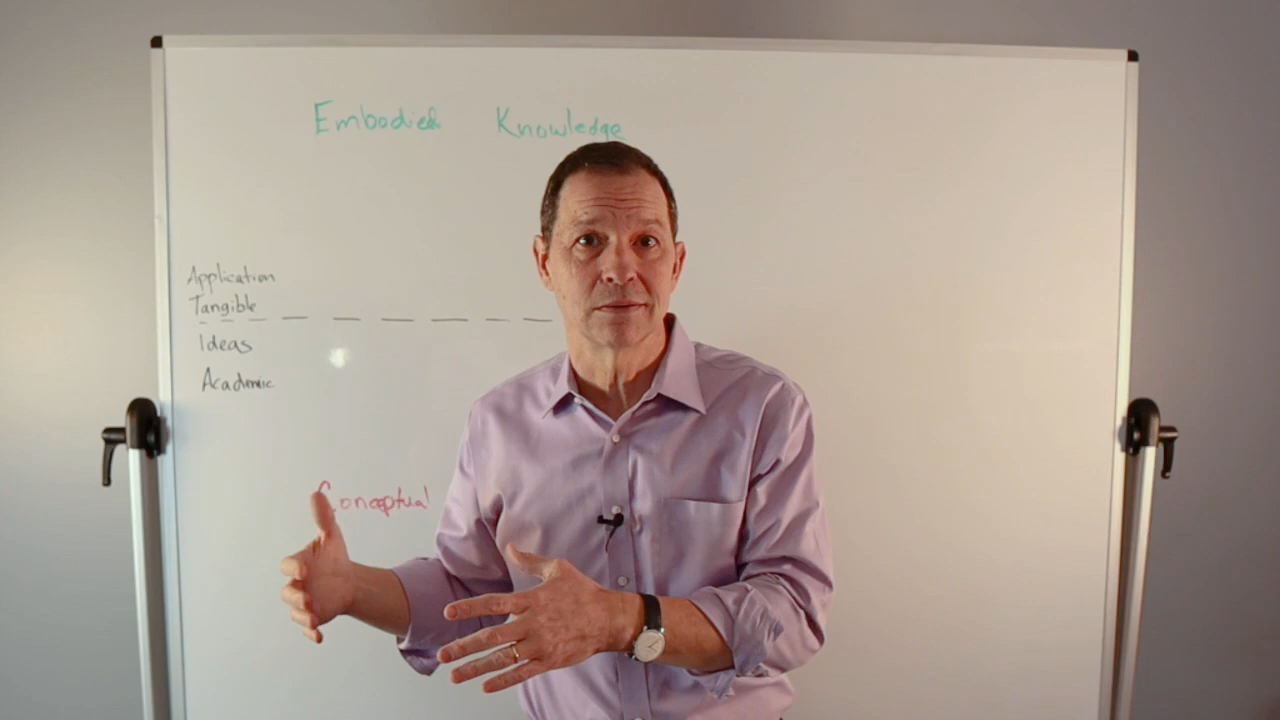 Embodied Knowledge
Application
Tangible
Ideas
Academic
Conceptual